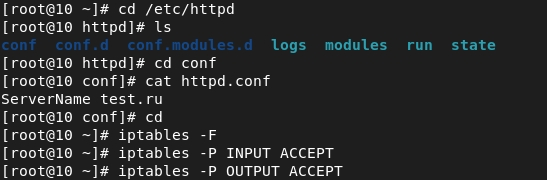 [root@10 ~]# cd /etc/httpd
[root@10 httpd]# ls
conf  conf.d  conf.modules.d  logs  modules  run  state
[root@10 httpd]# cd conf
[root@10 conf]# cat httpd.conf
ServerName test.ru
[root@10 conf]# cd
[root@10 ~]# iptables -F
[root@10 ~]# iptables -P INPUT ACCEPT
[root@10 ~]# iptables -P OUTPUT ACCEPT